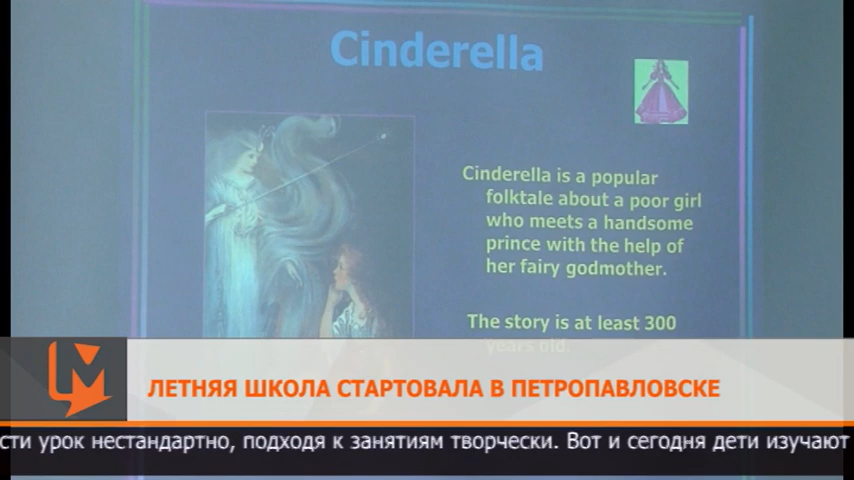 Cinderella
Cinderella is a popular
folktale about a poor girl
who meets a handsome
prince with the help of
her fairy godmother.
The story is at least 300
years old.
ЛЕТНЯЯ ШКОЛА СТАРТОВАЛА В ПЕТРОПАВЛОВСКЕ
сти урок нестандартно, подходя к занятиям творчески. Вот и сегодня дети изучают